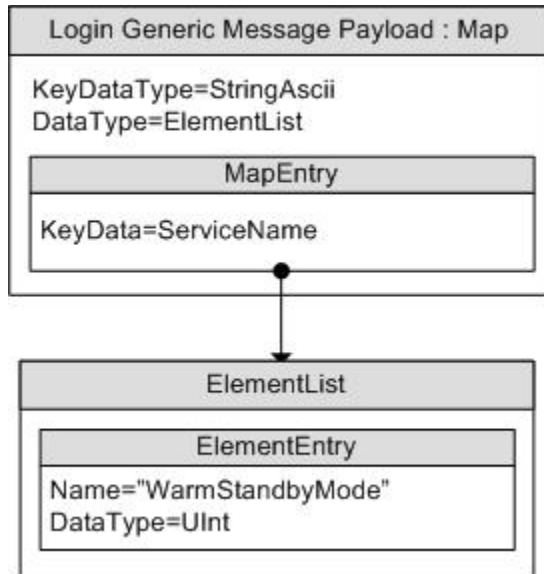 Login Generic Message Payload : Map
KeyDataType=StringAscii
DataType=ElementList
MapEntry
KeyData=ServiceName
ElementList
ElementEntry
Name="WarmStandbyMode"
DataType=UInt